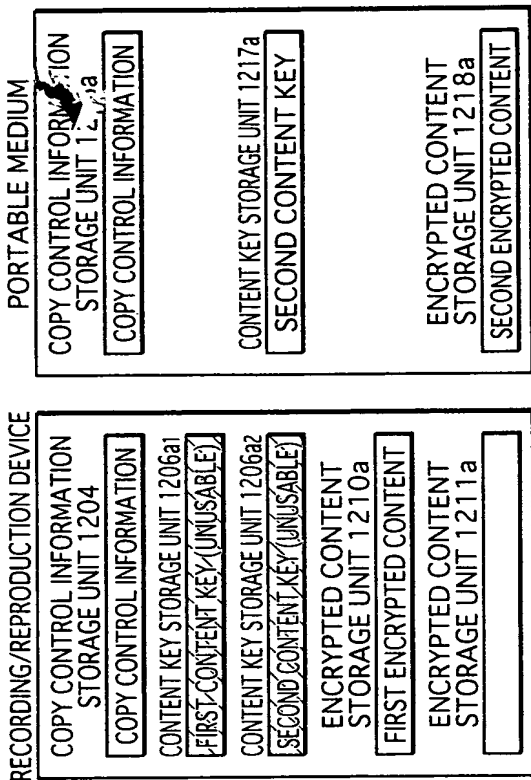 RECORDING/REPRODUCTION DEVICE
COPY CONTROL INFORMATION
STORAGE UNIT 1204
COPY CONTROL INFORMATION
CONTENT KEY STORAGE UNIT 1206a1
FIRST CONTENT KEY (UNUSABLE)
CONTENT KEY STORAGE UNIT 1206a2
SECOND CONTENT KEY (UNUSABLE)
ENCRYPTED CONTENT
STORAGE UNIT 1210a
FIRST ENCRYPTED CONTENT
ENCRYPTED CONTENT
STORAGE UNIT 1211a
PORTABLE MEDIUM
COPY CONTROL INFORMATION
STORAGE UNIT
COPY CONTROL INFORMATION
CONTENT KEY STORAGE UNIT 1217a
SECOND CONTENT KEY
ENCRYPTED CONTENT
STORAGE UNIT 1218a
SECOND ENCRYPTED CONTENT